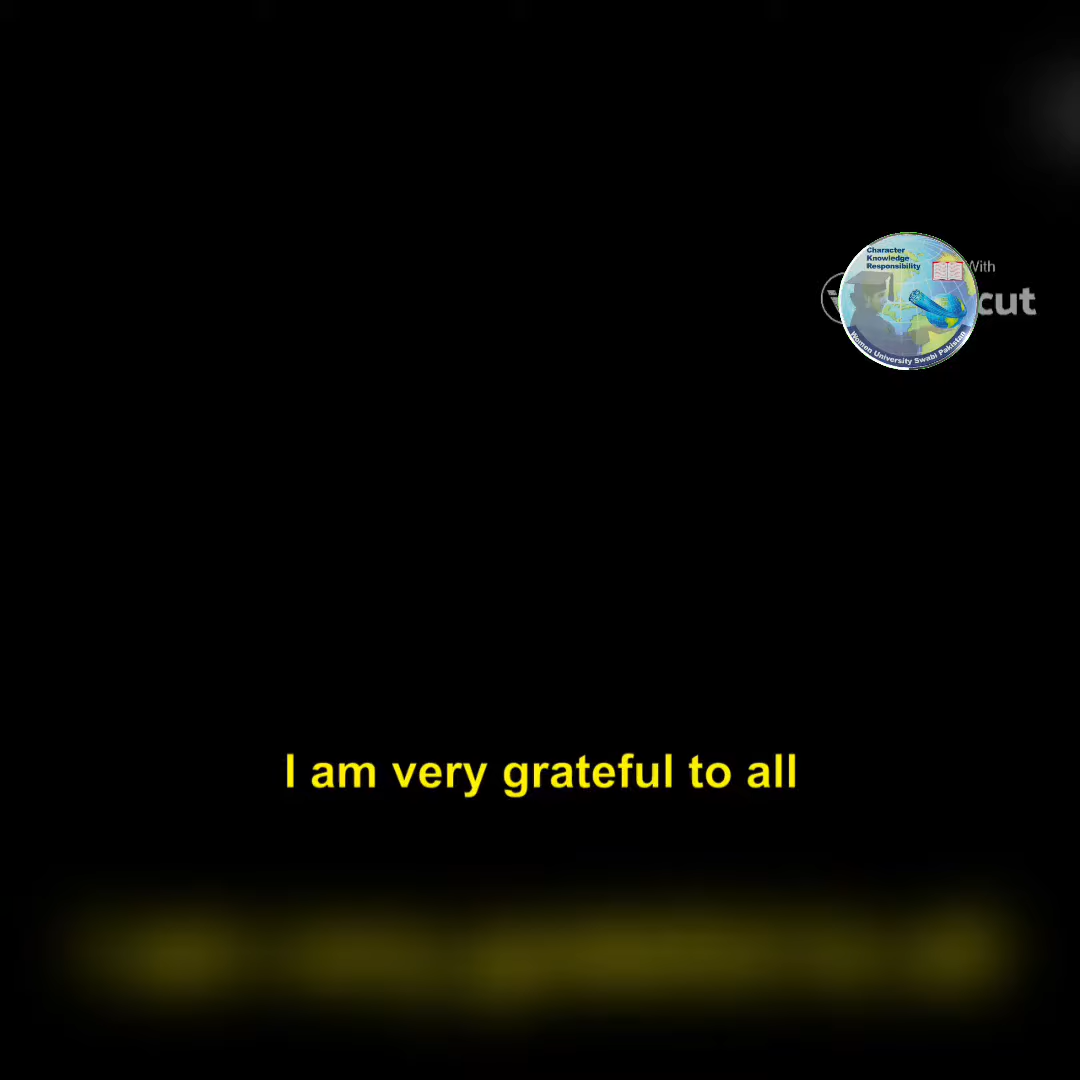 Character
Knowledge
Responsibility
With
cut
Women University Swabi Pakistan
I am very grateful to all